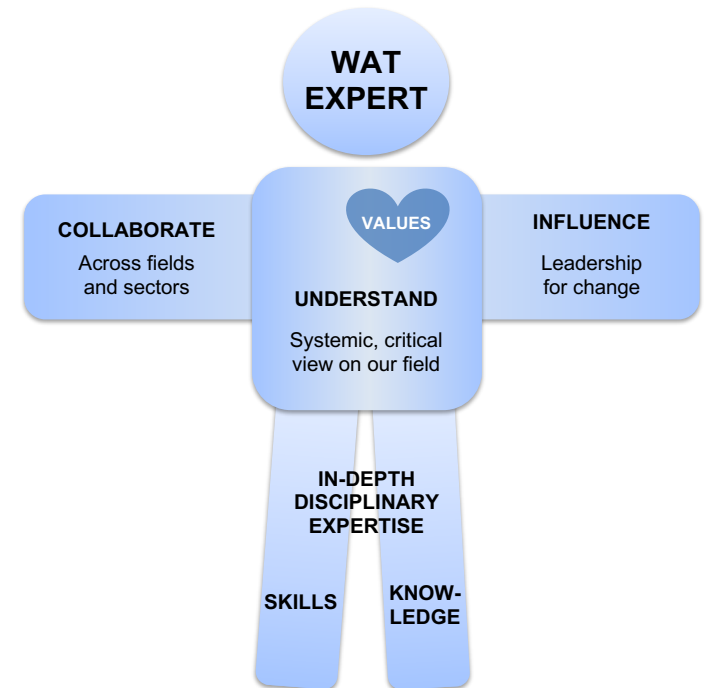 WAT
EXPERT
COLLABORATE
Across fields
and sectors
VALUES
UNDERSTAND
Systemic, critical
view on our field
INFLUENCE
Leadership
for change
IN-DEPTH
DISCIPLINARY
EXPERTISE
SKILLS
KNOW-
LEDGE